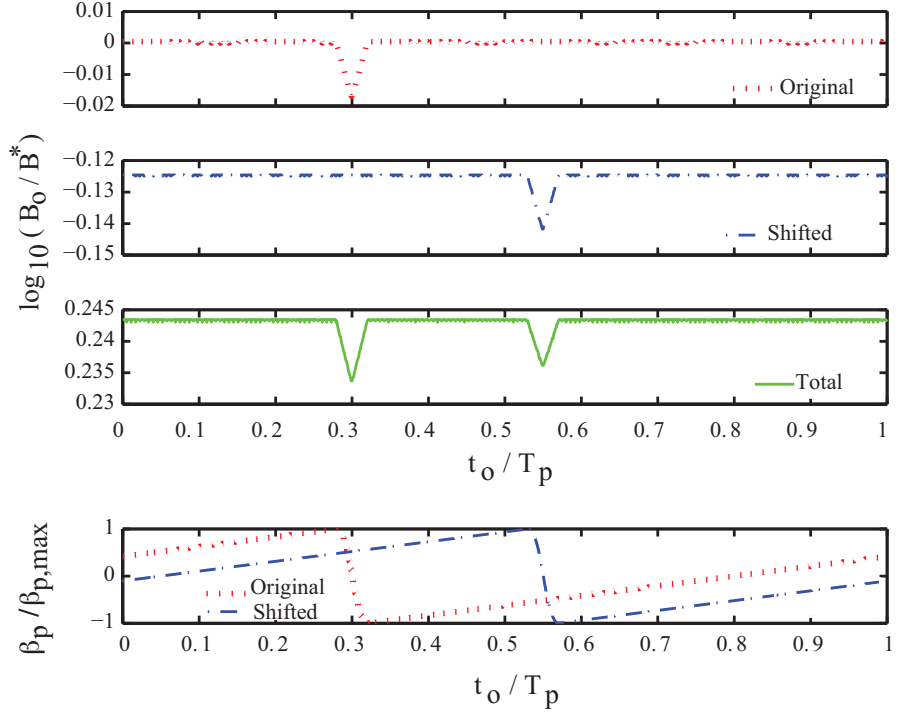 0.01
0
−0.01
−0.02
Original
log10 ( Bo / B* )
−0.12
−0.13
−0.14
−0.15
Shifted
0.245
0.24
0.235
0.23
Total
0 0.1 0.2 0.3 0.4 0.5 0.6 0.7 0.8 0.9 1
to / Tp
βp / βp,max
1
0
−1
Original
Shifted
0 0.1 0.2 0.3 0.4 0.5 0.6 0.7 0.8 0.9 1
to / Tp